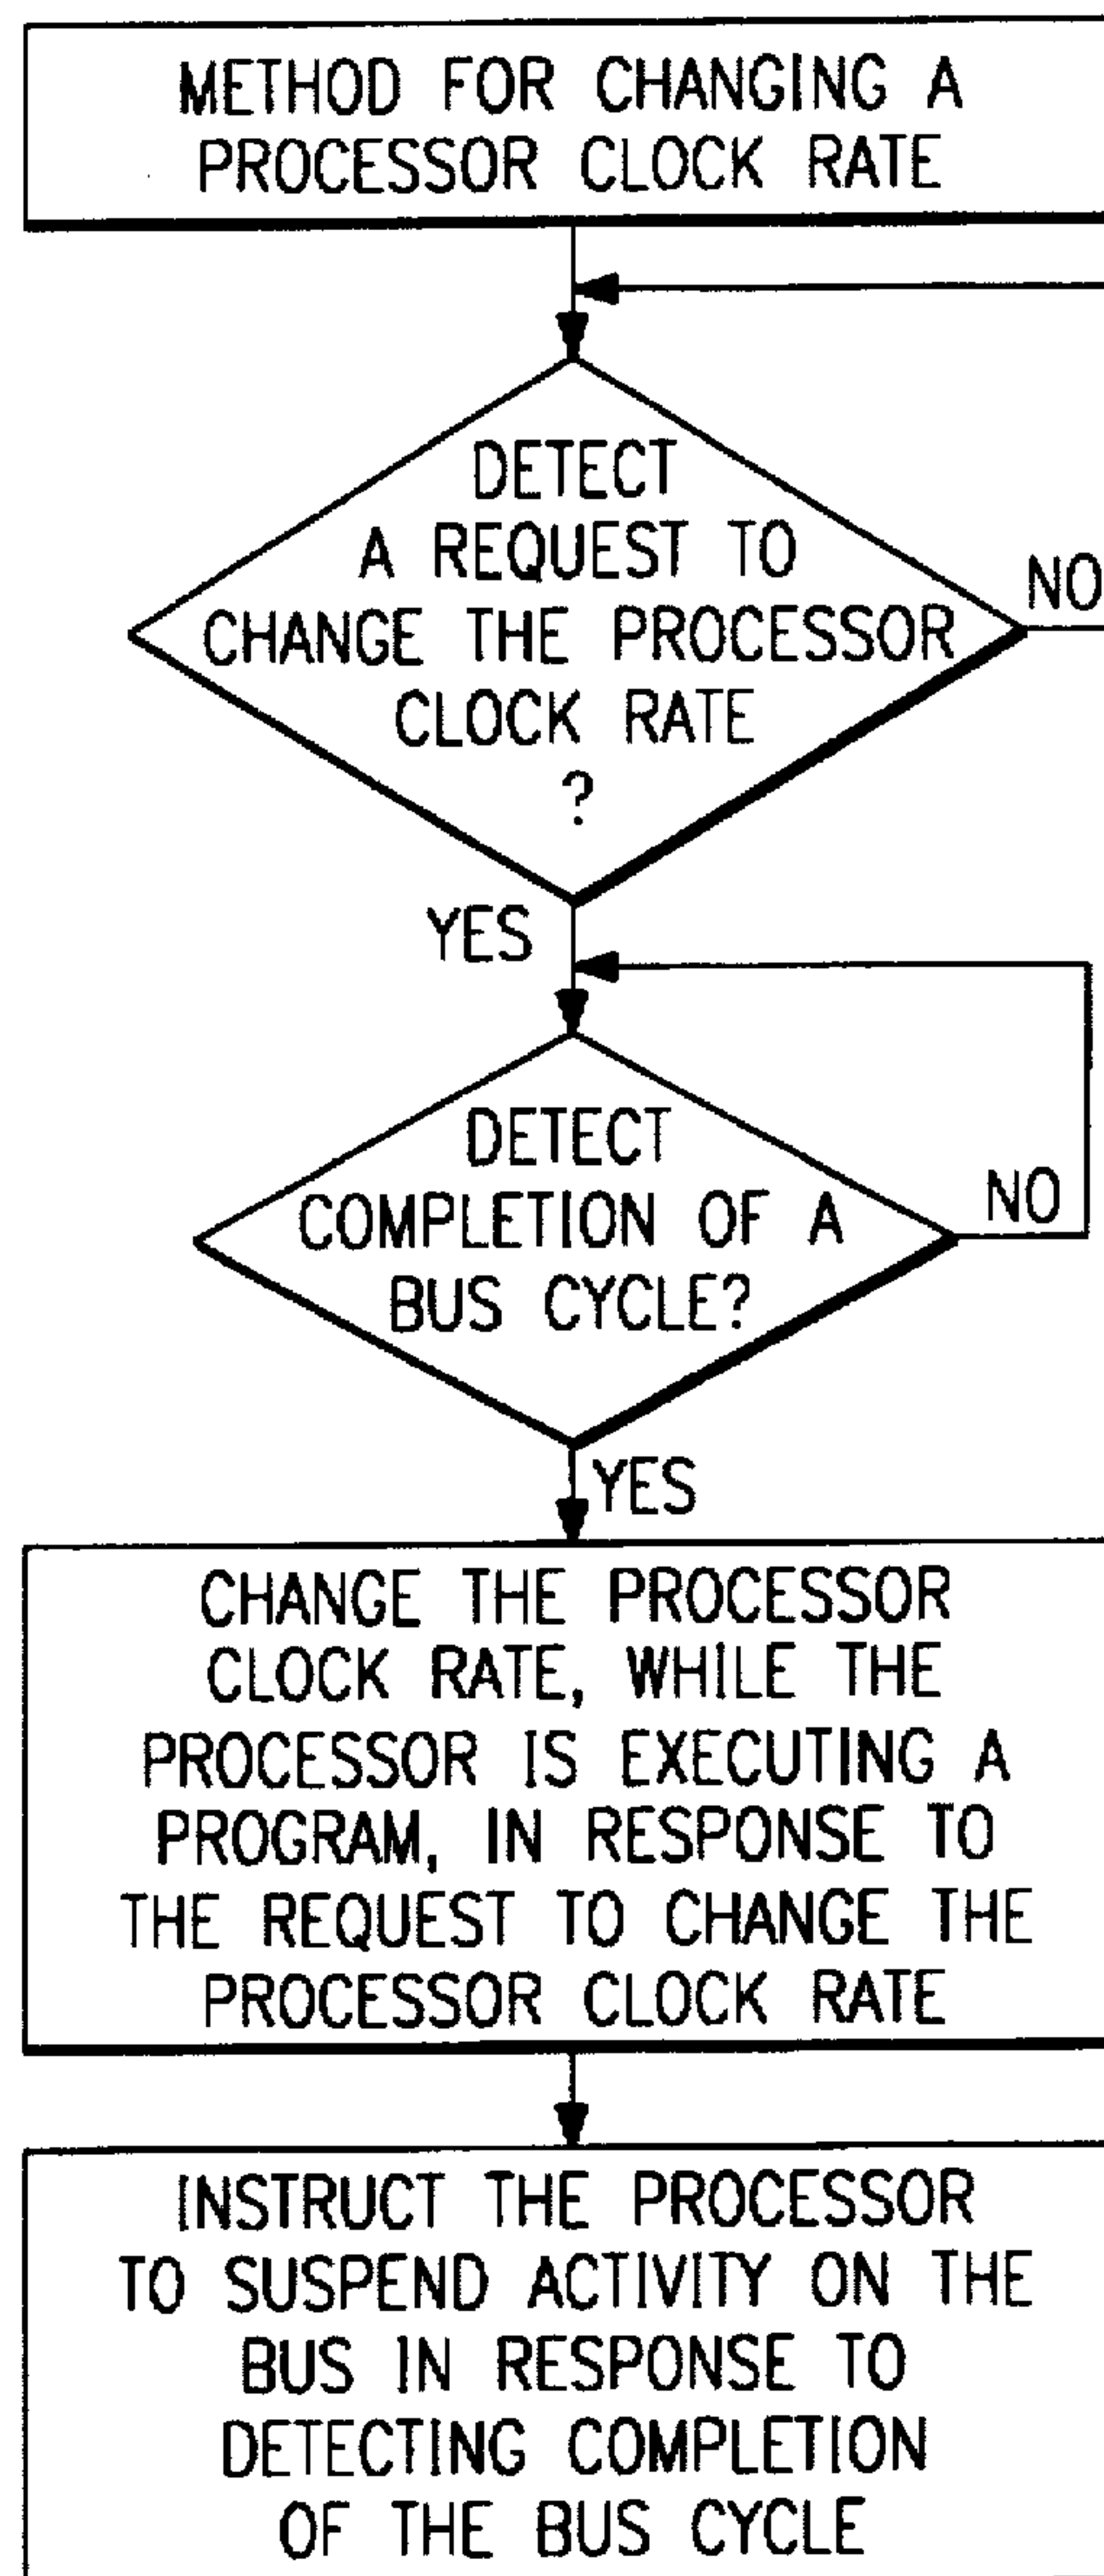 METHOD FOR CHANGING A
PROCESSOR CLOCK RATE
DETECT
A REQUEST TO
CHANGE THE PROCESSOR
CLOCK RATE
?
NO
YES
DETECT
COMPLETION OF A
BUS CYCLE?
NO
YES
CHANGE THE PROCESSOR
CLOCK RATE, WHILE THE
PROCESSOR IS EXECUTING A
PROGRAM, IN RESPONSE TO
THE REQUEST TO CHANGE THE
PROCESSOR CLOCK RATE
INSTRUCT THE PROCESSOR
TO SUSPEND ACTIVITY ON THE
BUS IN RESPONSE TO
DETECTING COMPLETION
OF THE BUS CYCLE